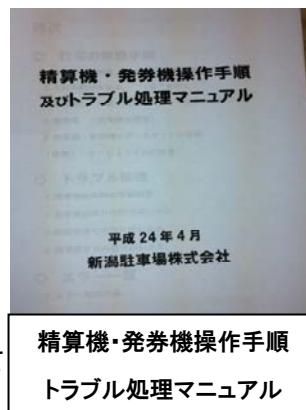 精算機・発券機操作手順
及びトラブル処理マニュアル
平成24年4月
新潟駐車場株式会社
精算機・発券機操作手順
トラブル処理マニュアル